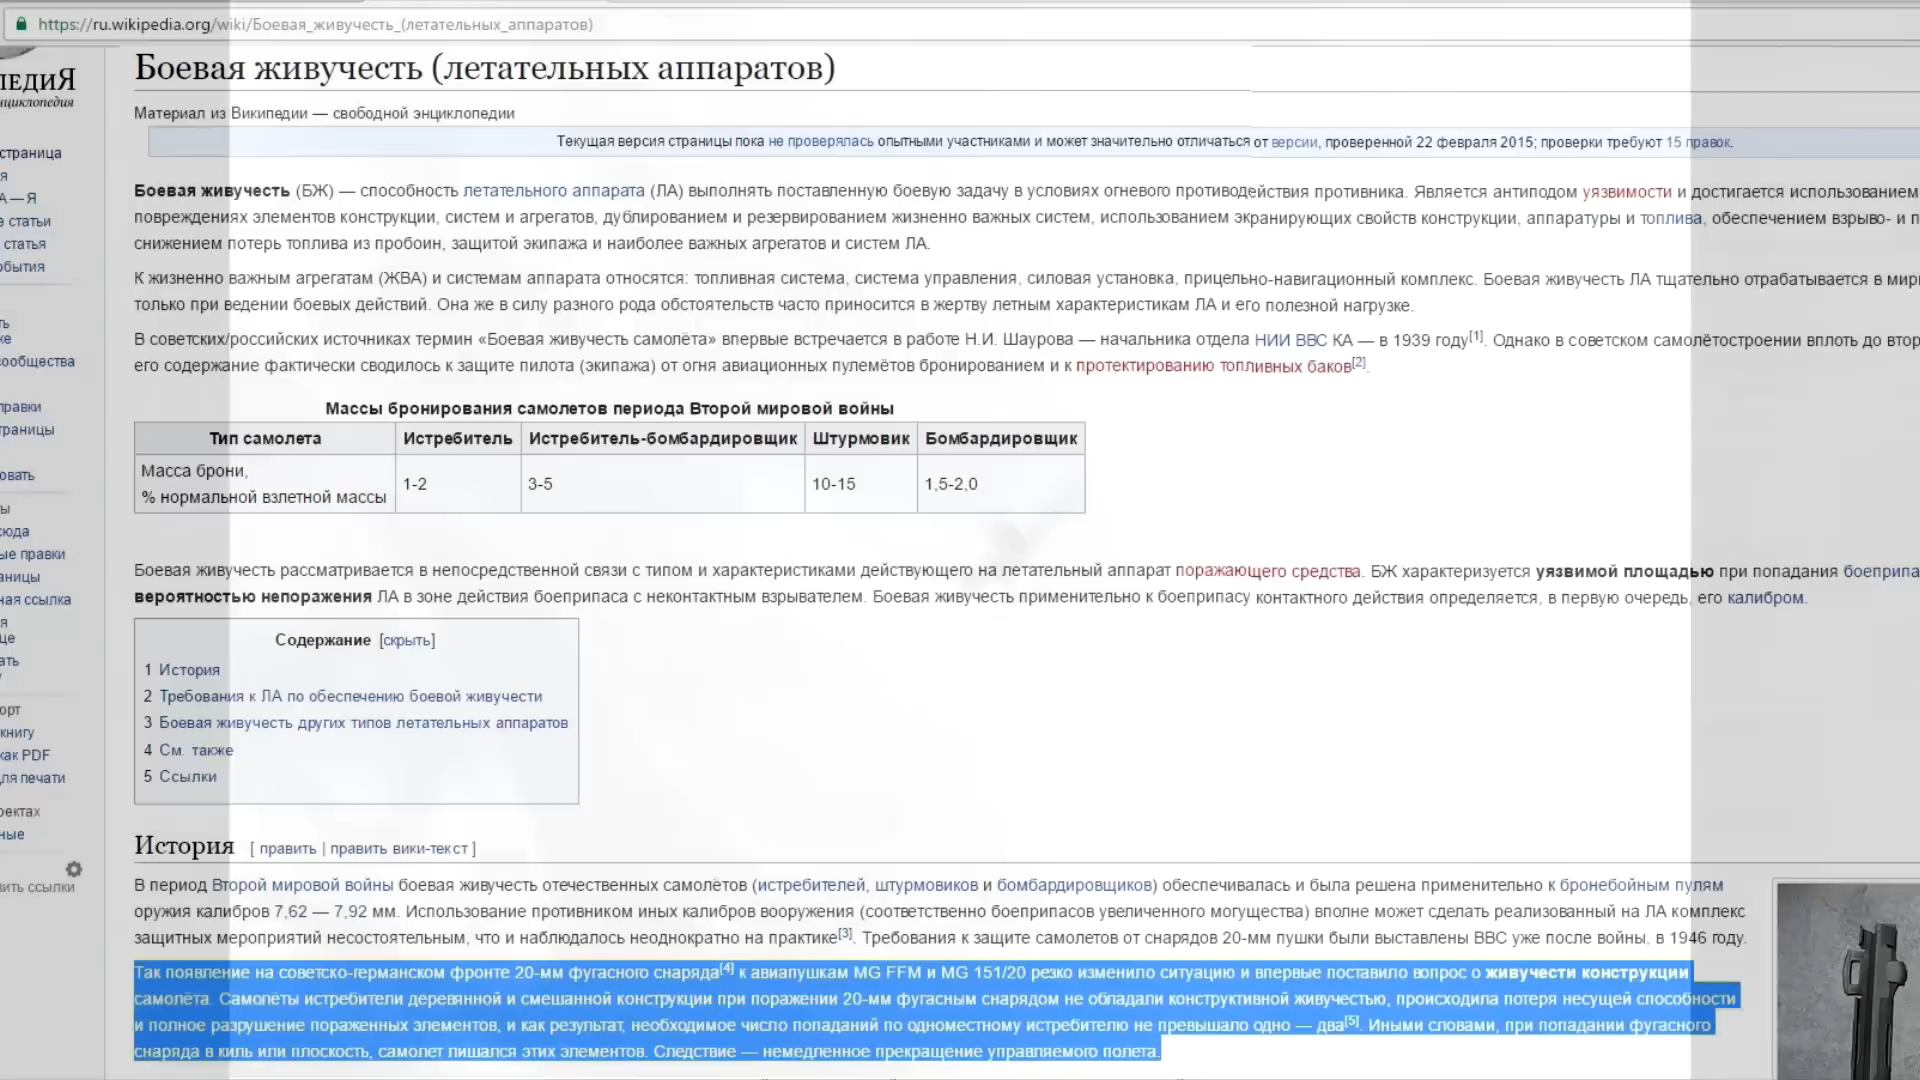 https://ru.wikipedia.org/wiki/Боевая_живучесть_(летательных_аппаратов)
Боевая живучесть (летательных аппаратов)
ПЕДИЯ
нциклопедия
Материал из Википедии — свободной энциклопедии
Текущая версия страницы пока не проверялась опытными участниками и может значительно отличаться от версии, проверенной 22 февраля 2015; проверки требуют 15 правок.
страница
я
А — Я
е статьи
статья
обытия
Боевая живучесть (БЖ) — способность летательного аппарата (ЛА) выполнять поставленную боевую задачу в условиях огневого противодействия противника. Является антиподом уязвимости и достигается использованием
повреждениях элементов конструкции, систем и агрегатов, дублированием и резервированием жизненно важных систем, использованием экранирующих свойств конструкции, аппаратуры и топлива, обеспечением взрыво- и п
снижением потерь топлива из пробоин, защитой экипажа и наиболее важных агрегатов и систем ЛА.
К жизненно важным агрегатам (ЖВА) и системам аппарата относятся: топливная система, система управления, силовая установка, прицельно-навигационный комплекс. Боевая живучесть ЛА тщательно отрабатывается в мир
только при ведении боевых действий. Она же в силу разного рода обстоятельств часто приносится в жертву летным характеристикам ЛА и его полезной нагрузке.
ть
ке
сообщества
правки
траницы
овать
В советских/российских источниках термин «Боевая живучесть самолёта» впервые встречается в работе Н.И. Шаурова — начальника отдела НИИ ВВС КА — в 1939 году[1]. Однако в советском самолётостроении вплоть до втор
его содержание фактически сводилось к защите пилота (экипажа) от огня авиационных пулемётов бронированием и к протектированию топливных баков[2].
Массы бронирования самолетов периода Второй мировой войны
Тип самолета Истребитель Истребитель-бомбардировщик Штурмовик Бомбардировщик
Масса брони,
% нормальной взлетной массы 1-2 3-5 10-15 1,5-2,0
ы
сюда
ые правки
аницы
ная ссылка
я
це
ать
Боевая живучесть рассматривается в непосредственной связи с типом и характеристиками действующего на летательный аппарат поражающего средства. БЖ характеризуется уязвимой площадью при попадания боеприпа
вероятностью непоражения ЛА в зоне действия боеприпаса с неконтактным взрывателем. Боевая живучесть применительно к боеприпасу контактного действия определяется, в первую очередь, его калибром.
Содержание [скрыть]
1 История
2 Требования к ЛА по обеспечению боевой живучести
3 Боевая живучесть других типов летательных аппаратов
4 См. также
5 Ссылки
орт
книгу
как PDF
для печати
оектах
ные
вить ссылки
История [ править | править вики-текст ]
В период Второй мировой войны боевая живучесть отечественных самолётов (истребителей, штурмовиков и бомбардировщиков) обеспечивалась и была решена применительно к бронебойным пулям
оружия калибров 7,62 — 7,92 мм. Использование противником иных калибров вооружения (соответственно боеприпасов увеличенного могущества) вполне может сделать реализованный на ЛА комплекс
защитных мероприятий несостоятельным, что и наблюдалось неоднократно на практике[3]. Требования к защите самолетов от снарядов 20-мм пушки были выставлены ВВС уже после войны, в 1946 году.
Так появление на советско-германском фронте 20-мм фугасного снаряда[4] к авиапушкам MG FFM и MG 151/20 резко изменило ситуацию и впервые поставило вопрос о живучести конструкции
самолёта. Самолёты истребители деревянной и смешанной конструкции при поражении 20-мм фугасным снарядом не обладали конструктивной живучестью, происходила потеря несущей способности
и полное разрушение пораженных элементов, и как результат, необходимое число попаданий по одноместному истребителю не превышало одно — два[5]. Иными словами, при попадании фугасного
снаряда в киль или плоскость, самолет лишался этих элементов. Следствие — немедленное прекращение управляемого полета.